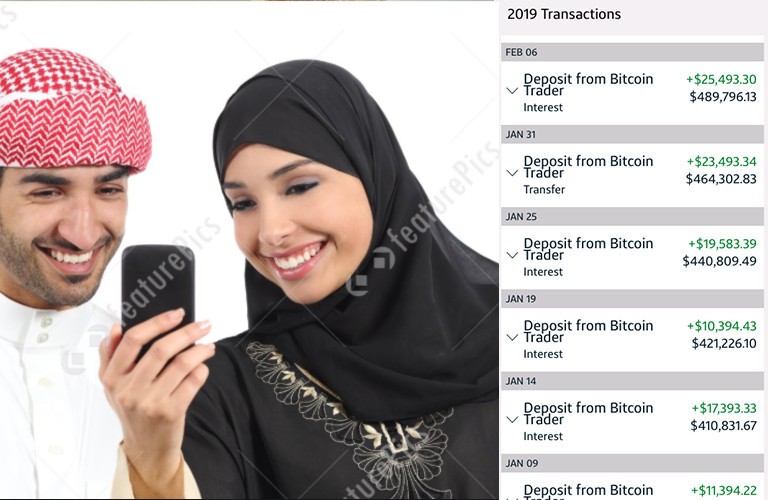 featurePics
featurePics
2019 Transactions
FEB 06
Deposit from Bitcoin
Trader
+$25,493.30
$489,796.13
Interest
JAN 31
Deposit from Bitcoin
Trader
+$23,493.34
$464,302.83
Transfer
JAN 25
Deposit from Bitcoin
Trader
+$19,583.39
$440,809.49
Interest
JAN 19
Deposit from Bitcoin
Trader
+$10,394.43
$421,226.10
Interest
JAN 14
Deposit from Bitcoin
Trader
+$17,393.33
$410,831.67
Interest
JAN 09
Deposit from Bitcoin
Trader
+$11,394.22